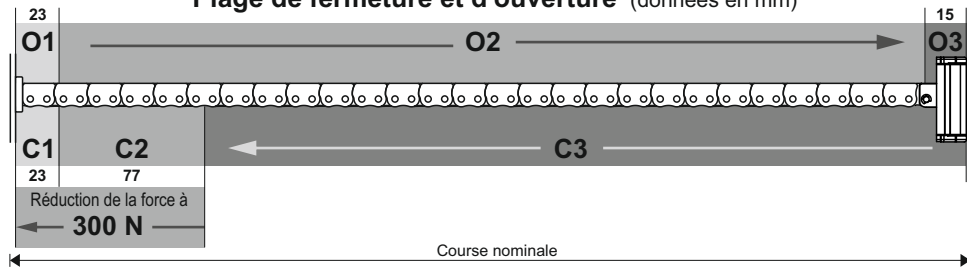 Plage de fermeture et d'ouverture (données en mm)
23
15
O1
O2
O3
C1
C2
C3
23
77
Réduction de la force à
300 N
Course nominale